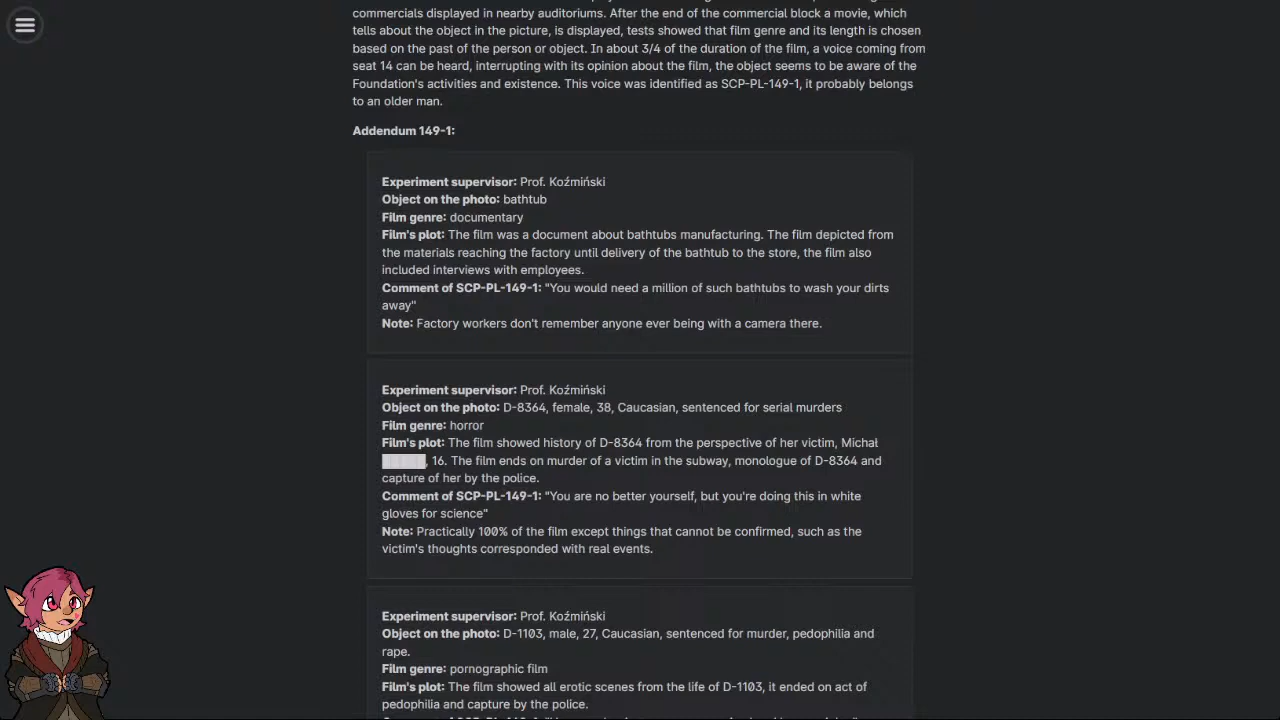 commercials displayed in nearby auditoriums. After the end of the commercial block a movie, which
tells about the object in the picture, is displayed, tests showed that film genre and its length is chosen
based on the past of the person or object. In about 3/4 of the duration of the film, a voice coming from
seat 14 can be heard, interrupting with its opinion about the film, the object seems to be aware of the
Foundation's activities and existence. This voice was identified as SCP-PL-149-1, it probably belongs
to an older man.
Addendum 149-1:
Experiment supervisor: Prof. Koźmiński
Object on the photo: bathtub
Film genre: documentary
Film's plot: The film was a document about bathtubs manufacturing. The film depicted from
the materials reaching the factory until delivery of the bathtub to the store, the film also
included interviews with employees.
Comment of SCP-PL-149-1: "You would need a million of such bathtubs to wash your dirts
away"
Note: Factory workers don't remember anyone ever being with a camera there.
Experiment supervisor: Prof. Koźmiński
Object on the photo: D-8364, female, 38, Caucasian, sentenced for serial murders
Film genre: horror
Film's plot: The film showed history of D-8364 from the perspective of her victim, Michał
█████, 16. The film ends on murder of a victim in the subway, monologue of D-8364 and
capture of her by the police.
Comment of SCP-PL-149-1: "You are no better yourself, but you're doing this in white
gloves for science"
Note: Practically 100% of the film except things that cannot be confirmed, such as the
victim's thoughts corresponded with real events.
Experiment supervisor: Prof. Koźmiński
Object on the photo: D-1103, male, 27, Caucasian, sentenced for murder, pedophilia and
rape.
Film genre: pornographic film
Film's plot: The film showed all erotic scenes from the life of D-1103, it ended on act of
pedophilia and capture by the police.